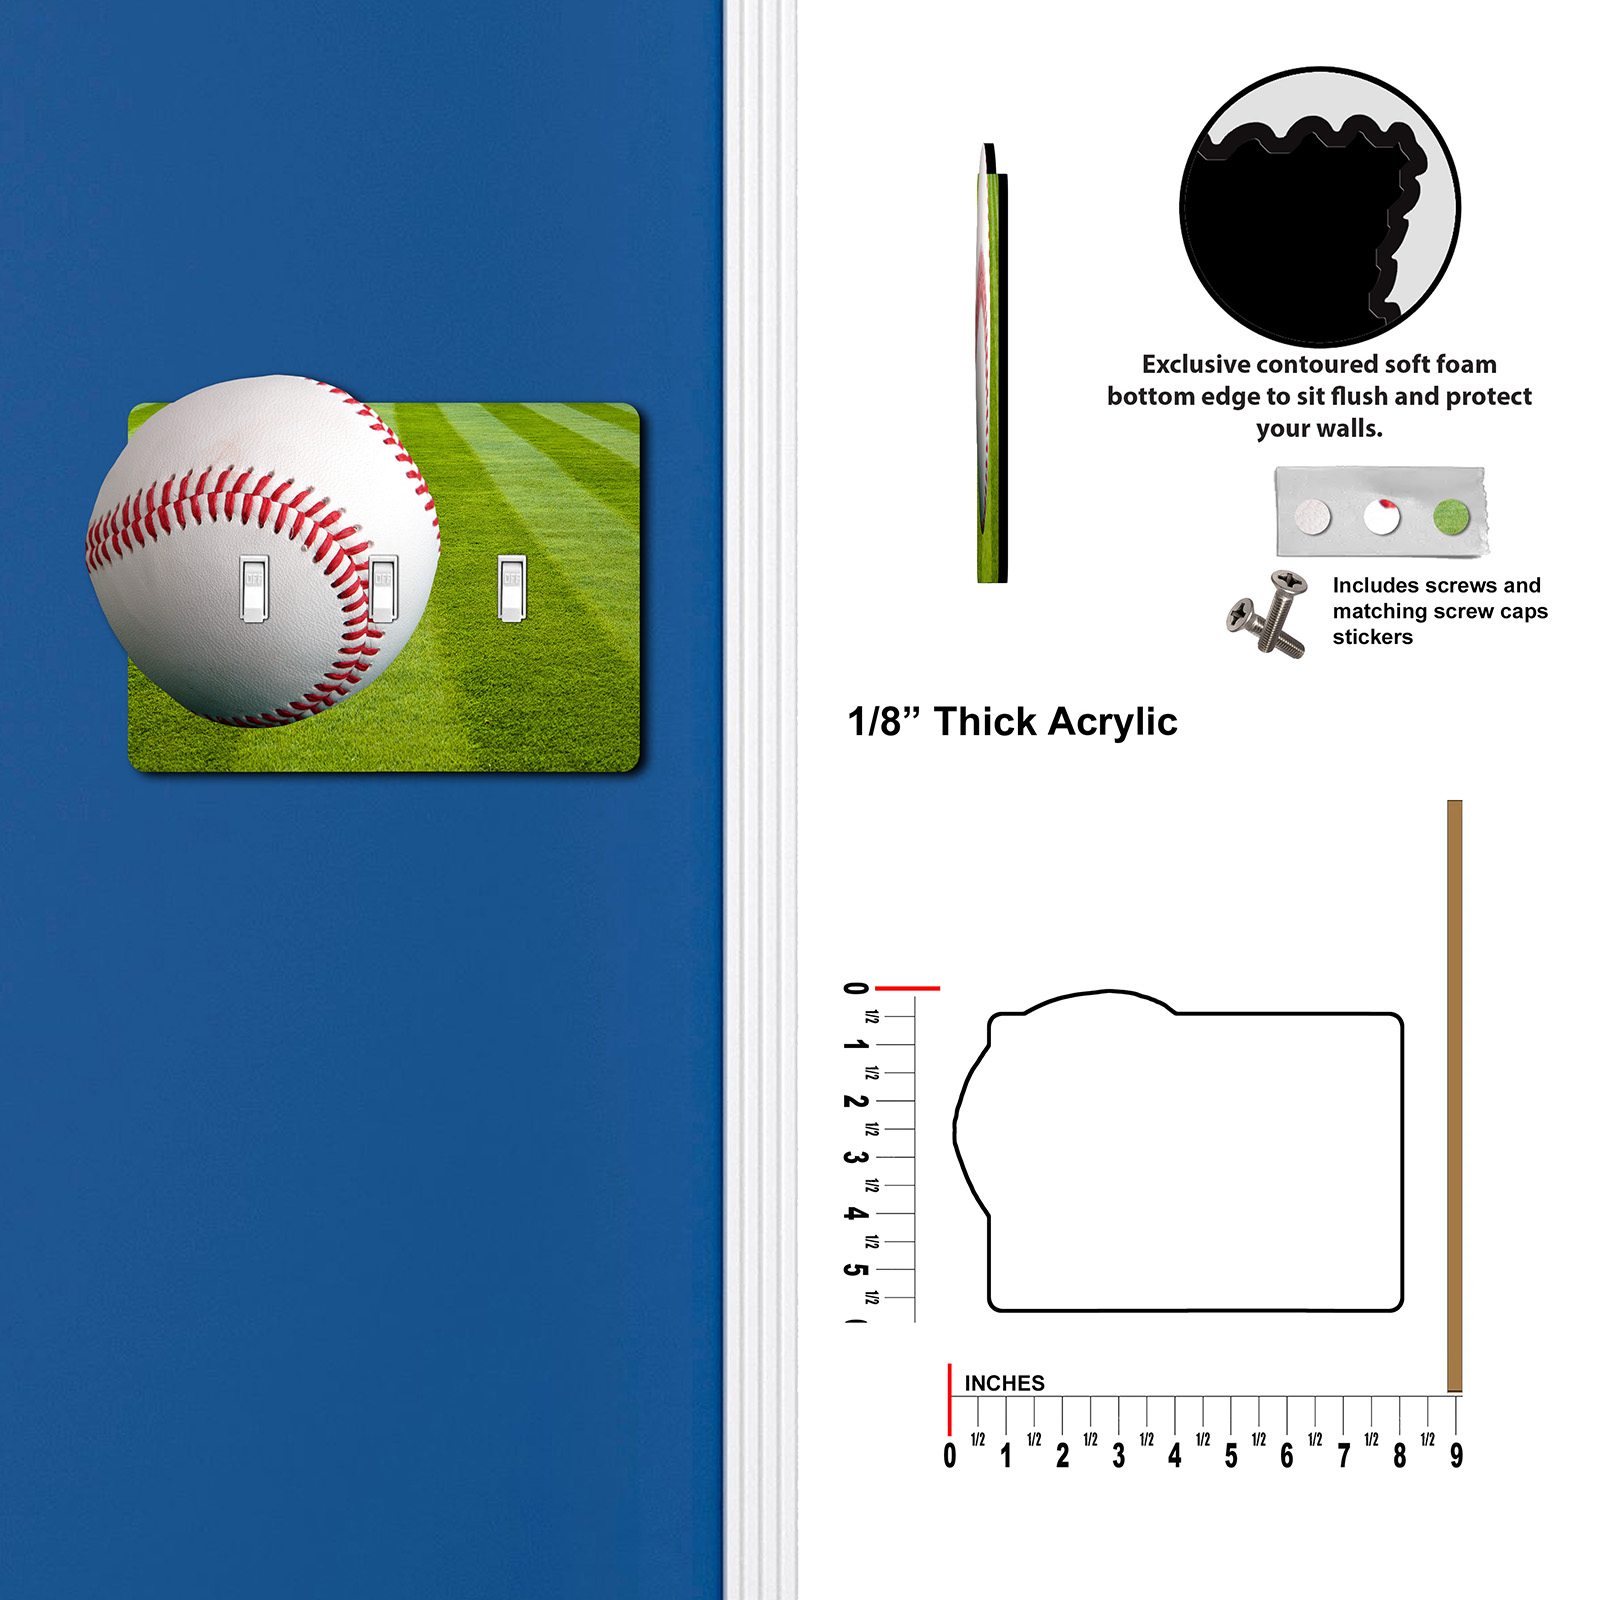 Exclusive contoured soft foam
bottom edge to sit flush and protect
your walls.
Includes screws and
matching screw caps
stickers
1/8” Thick Acrylic
OFF OFF OFF
0
1/2
1
1/2
2
1/2
3
1/2
4
1/2
5
1/2
INCHES
0 1/2 1 1/2 2 1/2 3 1/2 4 1/2 5 1/2 6 1/2 7 1/2 8 1/2 9